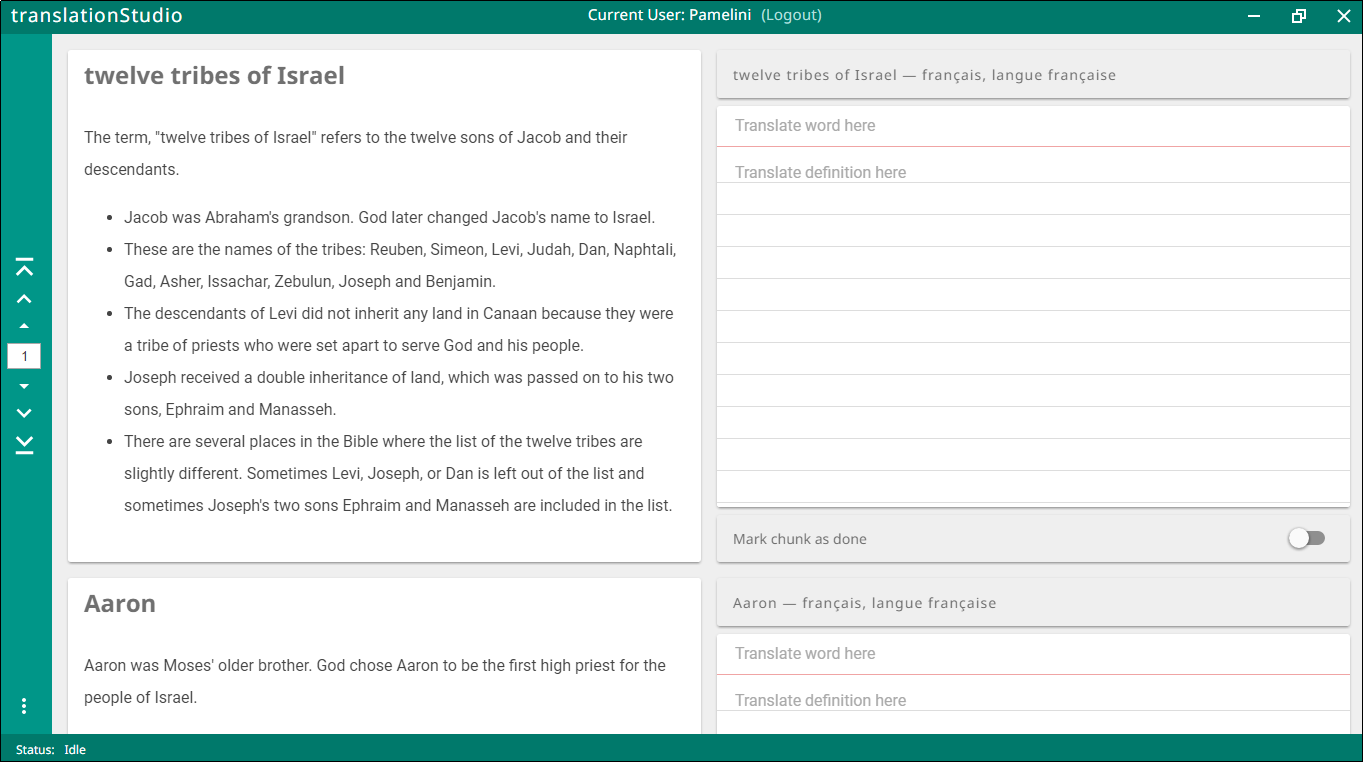 translationStudio
Current User: Pamelini (Logout)
twelve tribes of Israel
The term, "twelve tribes of Israel" refers to the twelve sons of Jacob and their
descendants.
• Jacob was Abraham's grandson. God later changed Jacob's name to Israel.
• These are the names of the tribes: Reuben, Simeon, Levi, Judah, Dan, Naphtali,
Gad, Asher, Issachar, Zebulun, Joseph and Benjamin.
• The descendants of Levi did not inherit any land in Canaan because they were
a tribe of priests who were set apart to serve God and his people.
• Joseph received a double inheritance of land, which was passed on to his two
sons, Ephraim and Manasseh.
• There are several places in the Bible where the list of the twelve tribes are
slightly different. Sometimes Levi, Joseph, or Dan is left out of the list and
sometimes Joseph's two sons Ephraim and Manasseh are included in the list.
twelve tribes of Israel — français, langue française
Translate word here
Translate definition here
Mark chunk as done
1
Aaron
Aaron was Moses' older brother. God chose Aaron to be the first high priest for the
people of Israel.
Aaron — français, langue française
Translate word here
Translate definition here
Status: Idle